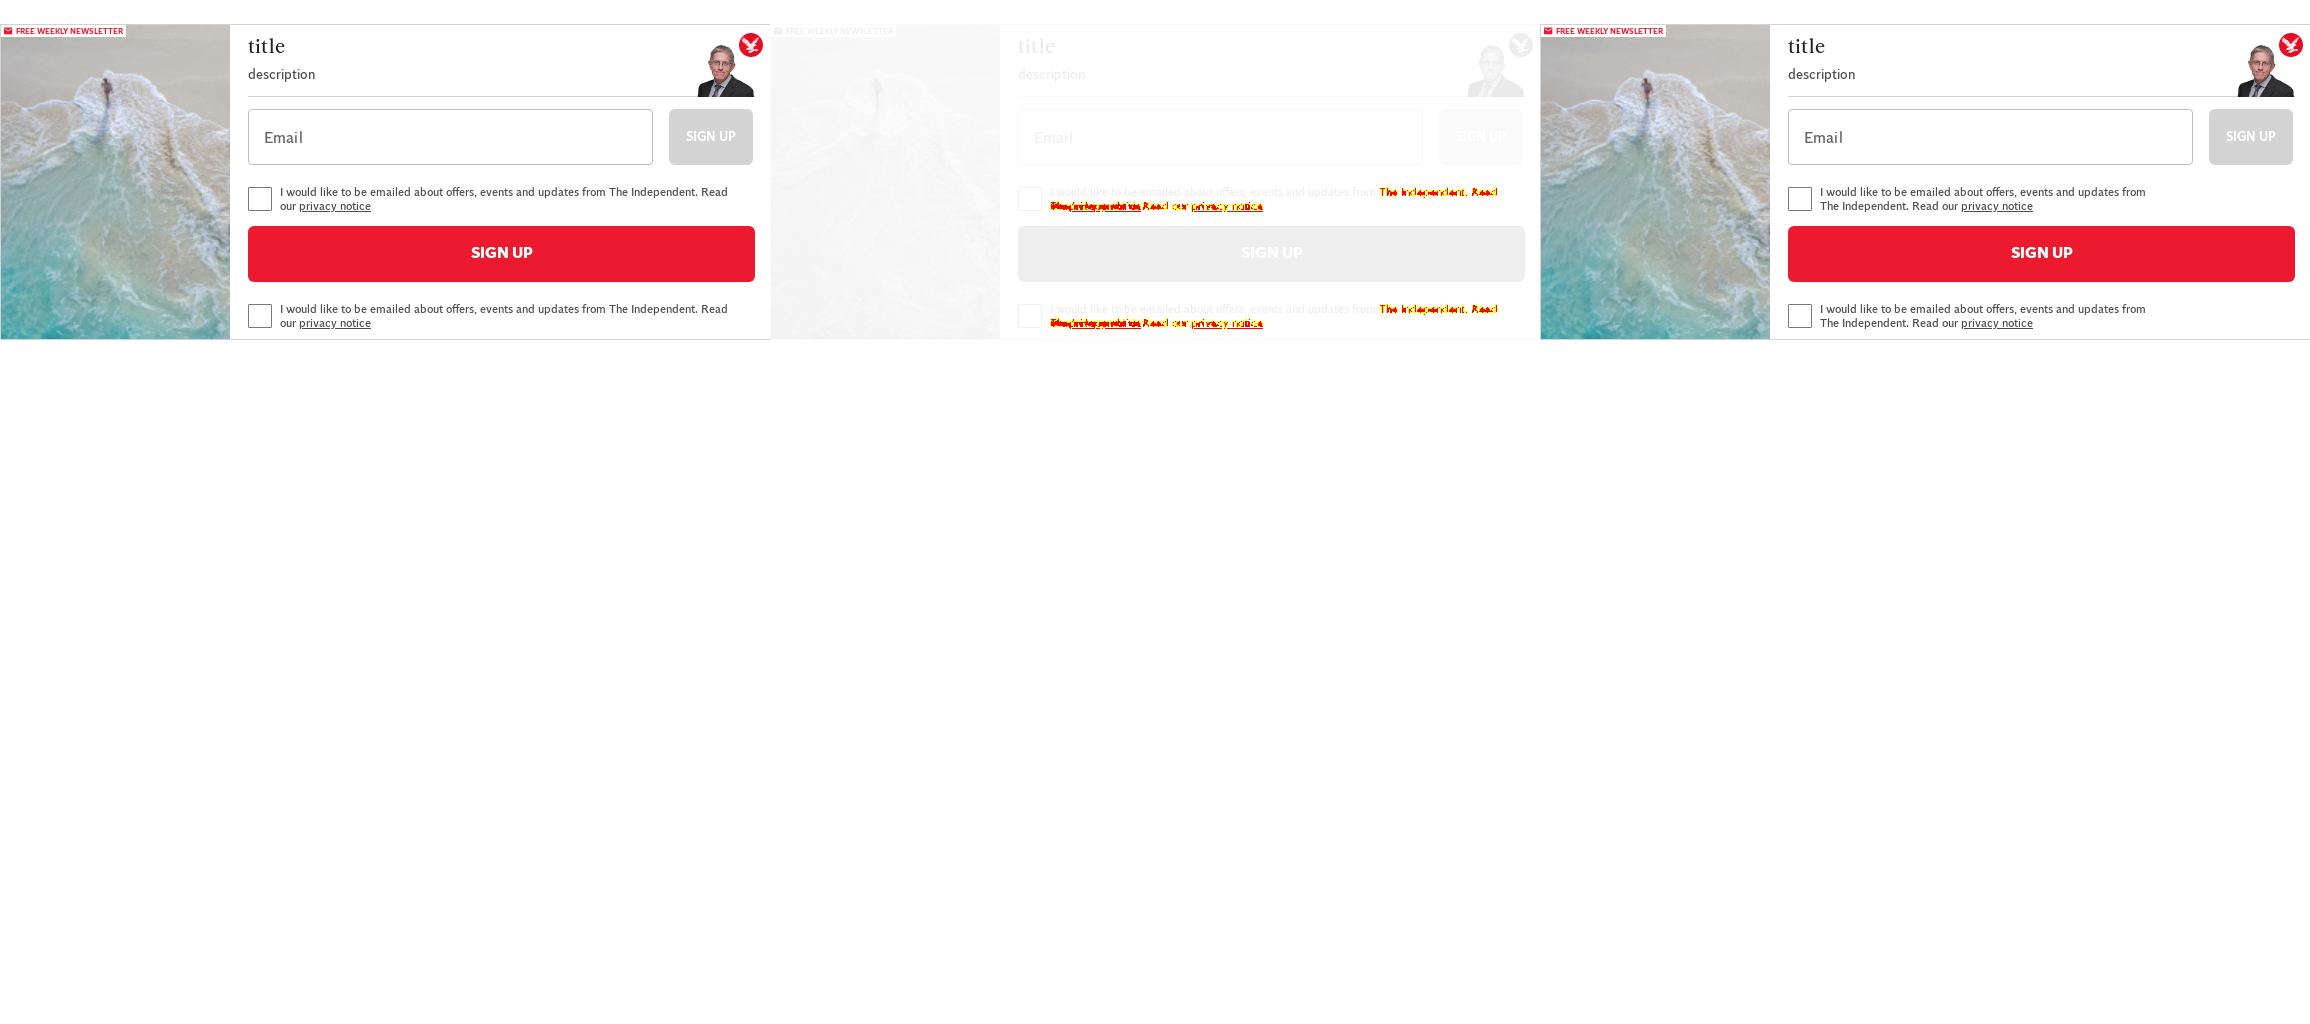 FREE WEEKLY NEWSLETTER
title
description
Email
SIGN UP
I would like to be emailed about offers, events and updates from The Independent. Read
our privacy notice
SIGN UP
I would like to be emailed about offers, events and updates from The Independent. Read
our privacy notice
FREE WEEKLY NEWSLETTER
title
description
Email
SIGN UP
I would like to be emailed about offers, events and updates from The Independent. Read
Read our privacy notice
SIGN UP
I would like to be emailed about offers, events and updates from The Independent. Read
Read our privacy notice
FREE WEEKLY NEWSLETTER
title
description
Email
SIGN UP
I would like to be emailed about offers, events and updates from
The Independent. Read our privacy notice
SIGN UP
I would like to be emailed about offers, events and updates from
The Independent. Read our privacy notice